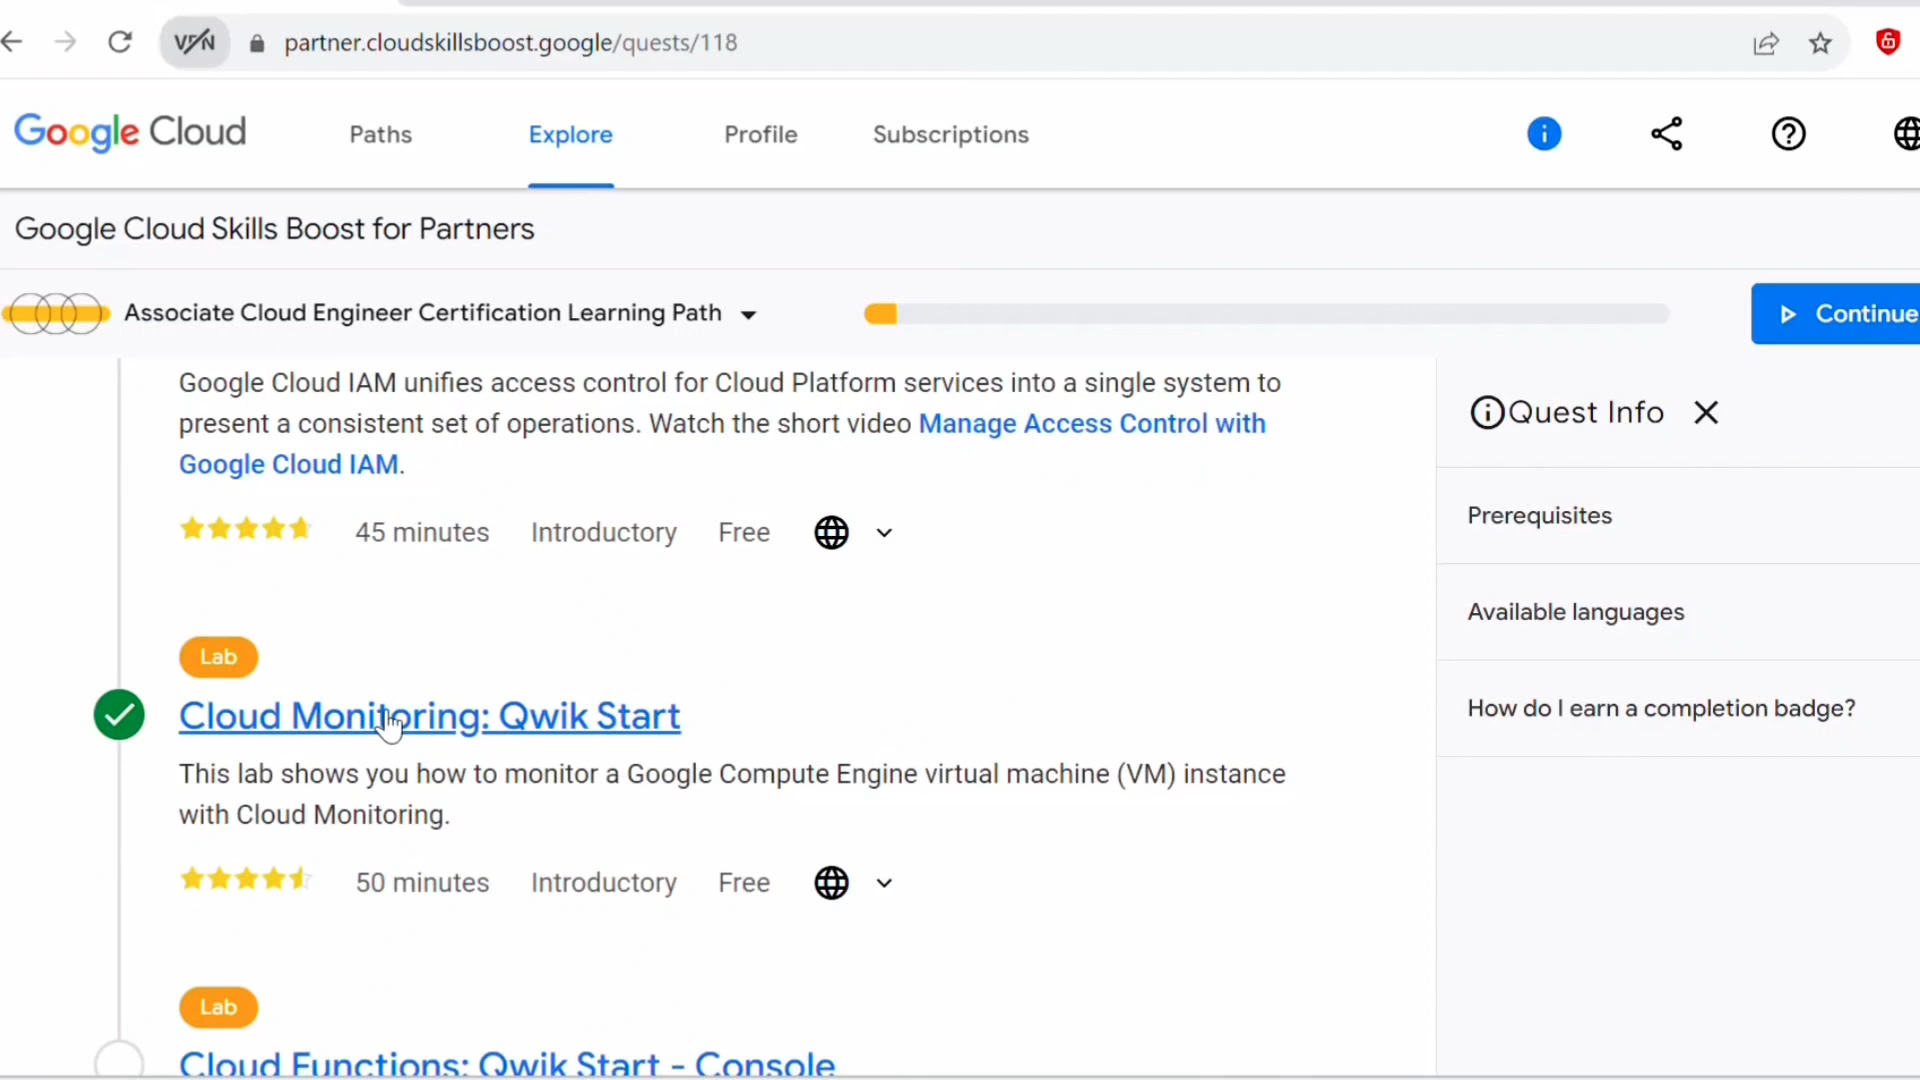 VPN
partner.cloudskillsboost.google/quests/118
Google Cloud
Paths
Explore
Profile
Subscriptions
Google Cloud Skills Boost for Partners
Associate Cloud Engineer Certification Learning Path
Continue
Google Cloud IAM unifies access control for Cloud Platform services into a single system to
present a consistent set of operations. Watch the short video Manage Access Control with
Google Cloud IAM.
45 minutes
Introductory
Free
Lab
Cloud Monitoring: Qwik Start
This lab shows you how to monitor a Google Compute Engine virtual machine (VM) instance
with Cloud Monitoring.
50 minutes
Introductory
Free
Lab
Cloud Functions: Qwik Start - Console
Quest Info
Prerequisites
Available languages
How do I earn a completion badge?